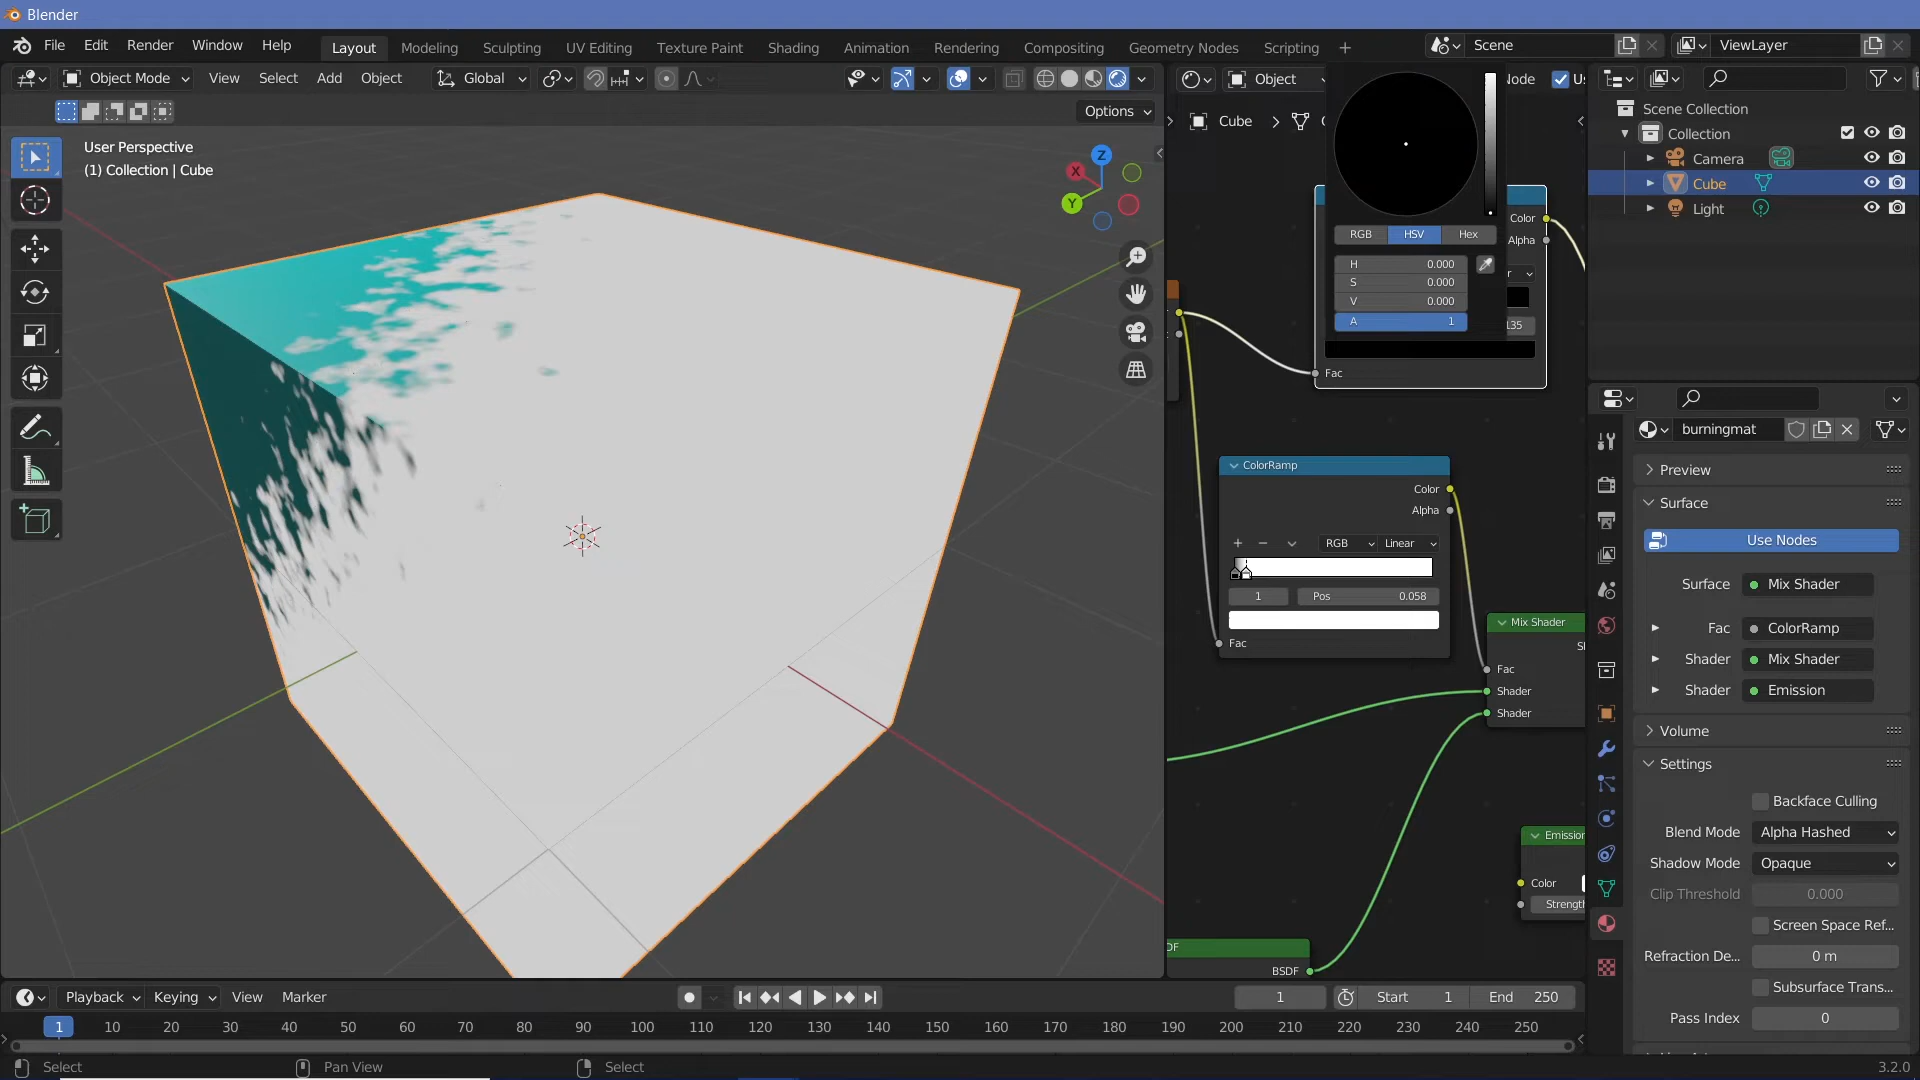 Blender
File Edit Render Window Help Layout Modeling Sculpting UV Editing Texture Paint Shading Animation Rendering Compositing Geometry Nodes Scripting + Scene ViewLayer
Object Mode View Select Add Object Global Object
Options
User Perspective
(1) Collection | Cube
Z
X
Y
Cube
RGB HSV Hex
H 0.000
S 0.000
V 0.000
A 1
Color
Alpha
135
Fac
ColorRamp
Color
Alpha
RGB Linear
1 Pos 0.058
Fac
Mix Shader
Fac
Shader
Shader
Emission
Color
Strength
BSDF
Scene Collection
Collection
Camera
Cube
Light
burningmat
Preview
Surface
Use Nodes
Surface Mix Shader
Fac ColorRamp
Shader Mix Shader
Shader Emission
Volume
Settings
Backface Culling
Blend Mode Alpha Hashed
Shadow Mode Opaque
Clip Threshold 0.000
Screen Space Ref...
Refraction De... 0 m
Subsurface Trans...
Pass Index 0
Playback Keying View Marker 1 Start 1 End 250
1 10 20 30 40 50 60 70 80 90 100 110 120 130 140 150 160 170 180 190 200 210 220 230 240 250
Select Pan View Select 3.2.0